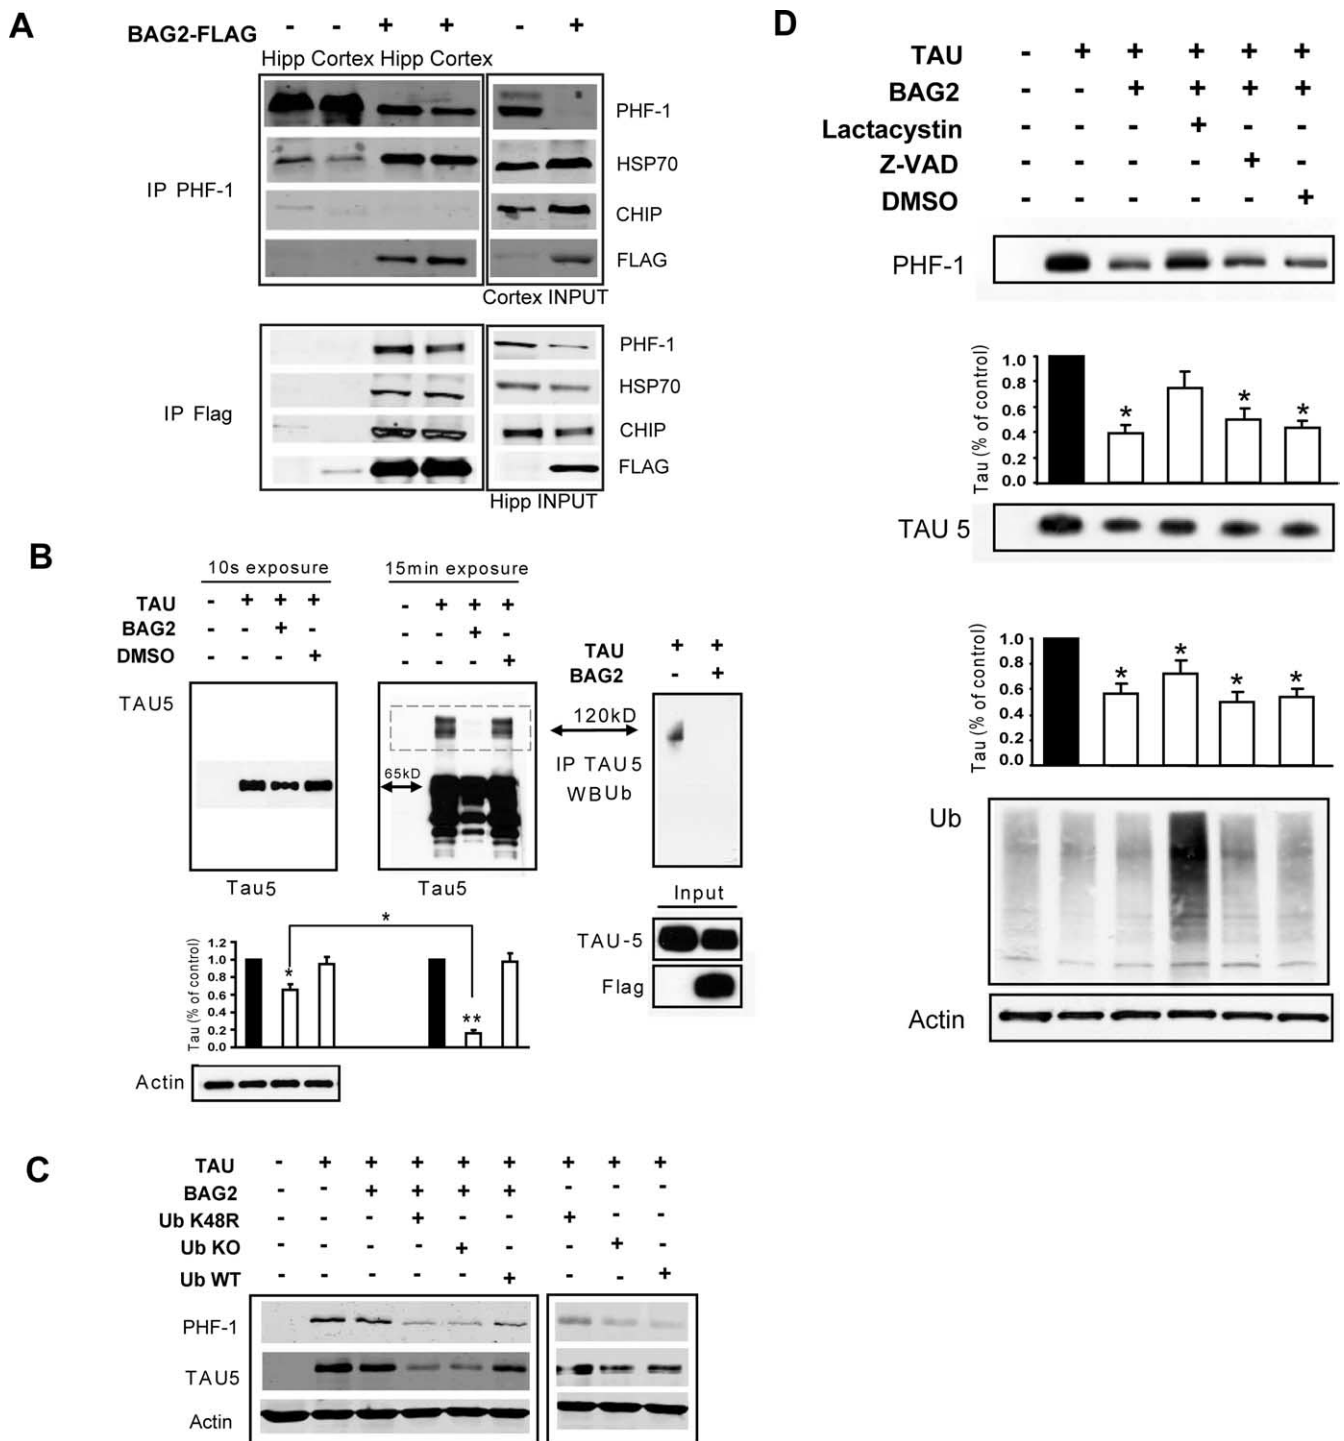 A
BAG2-FLAG - - + + - +
Hipp Cortex Hipp Cortex
IP PHF-1
PHF-1
HSP70
CHIP
FLAG
Cortex INPUT
IP Flag
PHF-1
HSP70
CHIP
FLAG
Hipp INPUT
B
10s exposure
15min exposure
TAU - + + + - + + +
BAG2 - - + - - - + -
DMSO - - - + - - - +
TAU + +
BAG2 - +
TAU5
65kD
120kD
IP TAU5
WB Ub
Tau5
Tau5
Input
TAU-5
Flag
*
Tau (% of control)
1.2
1.0
0.8
0.6
0.4
0.2
0.0
*
**
Actin
C
TAU - + + + + + + + +
BAG2 - - + + + + - - -
Ub K48R - - - + - - + - -
Ub KO - - - - + - - + -
Ub WT - - - - - + - - +
PHF-1
TAU5
Actin
D
TAU - + + + + +
BAG2 - - + + + +
Lactacystin - - - + - -
Z-VAD - - - - + -
DMSO - - - - - +
PHF-1
Tau (% of control)
1.0
0.8
0.6
0.4
0.2
0.0
* * *
TAU 5
Tau (% of control)
1.0
0.8
0.6
0.4
0.2
0.0
* * * *
Ub
Actin